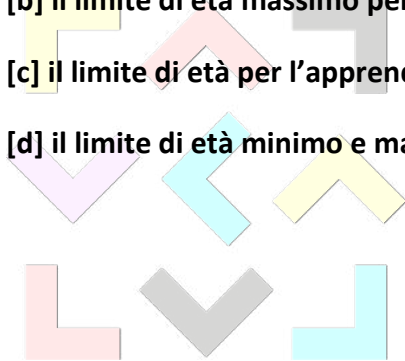 [b] il limite di età massimo per
[c] il limite di età per l’apprend
[d] il limite di età minimo e ma